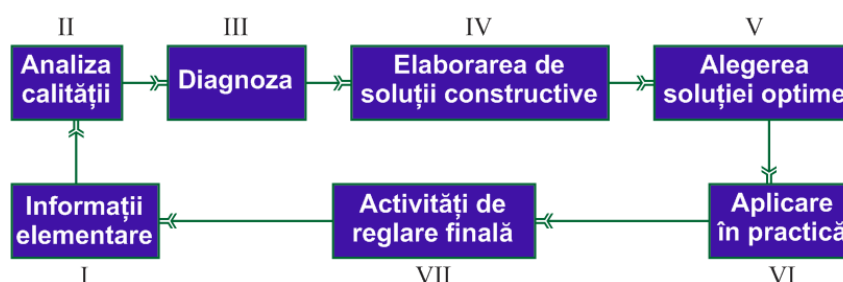 II
III
IV
V
Analiza
calității
Diagnoza
Elaborarea de
soluții constructive
Alegerea
soluției optime
Informații
elementare
Activități de
reglare finală
Aplicare
în practică
I
VII
VI